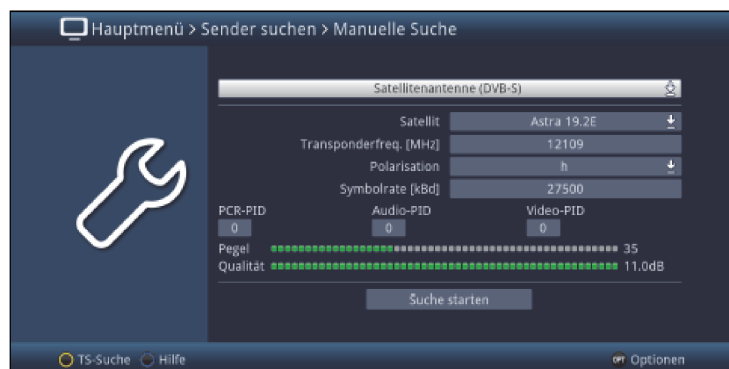 Hauptmenü > Sender suchen > Manuelle Suche
Satellitenantenne (DVB-S)
Satellit Astra 19.2E
Transponderfreq. [MHz] 12109
Polarisation h
Symbolrate [kBd] 27500
PCR-PID Audio-PID Video-PID
0 0 0
Pegel 35
Qualität 11.0dB
Suche starten
TS-Suche Hilfe OPT Optionen